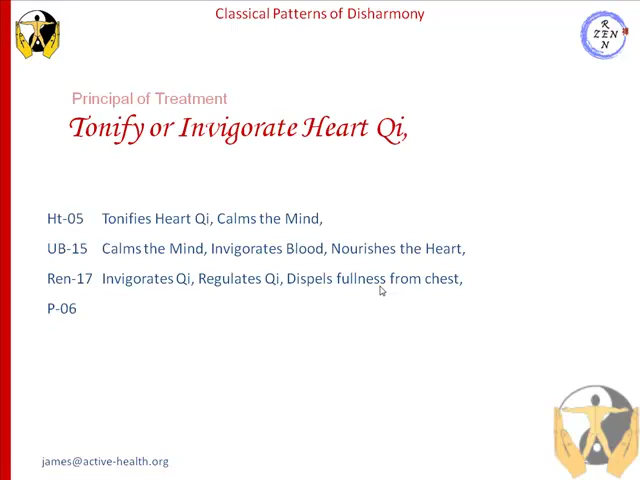 Classical Patterns of Disharmony
REN
ZEN
Principal of Treatment
Tonify or Invigorate Heart Qi,
Ht-05 Tonifies Heart Qi, Calms the Mind,
UB-15 Calms the Mind, Invigorates Blood, Nourishes the Heart,
Ren-17 Invigorates Qi, Regulates Qi, Dispels fullness from chest,
P-06
james@active-health.org